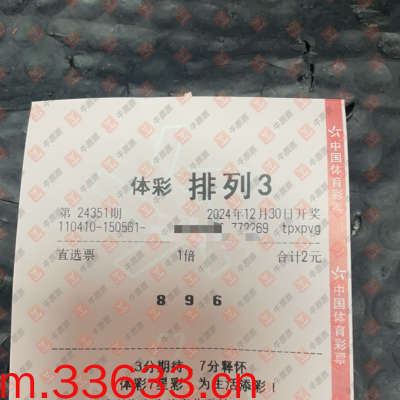 体彩 排列3
第 24351期 2024年12月30日开奖
110410-150561- 772269 tpxpvg
直选票 1倍 合计2元
8 9 6
3分期待 7分释怀
体彩7星彩 为生活添彩!
中国体育彩票
中国体育彩票
m.33633.cn